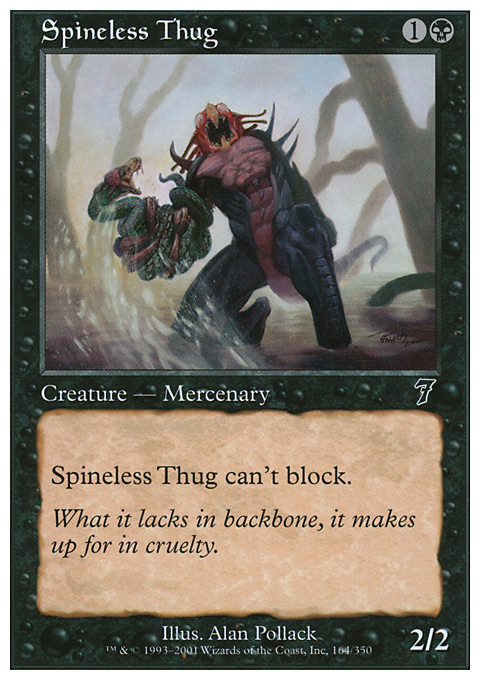 Spineless Thug 1
Creature — Mercenary 7
Spineless Thug can't block.
What it lacks in backbone, it makes
up for in cruelty.
Illus. Alan Pollack
™ & © 1993-2001 Wizards of the Coast, Inc. 164/350
2/2